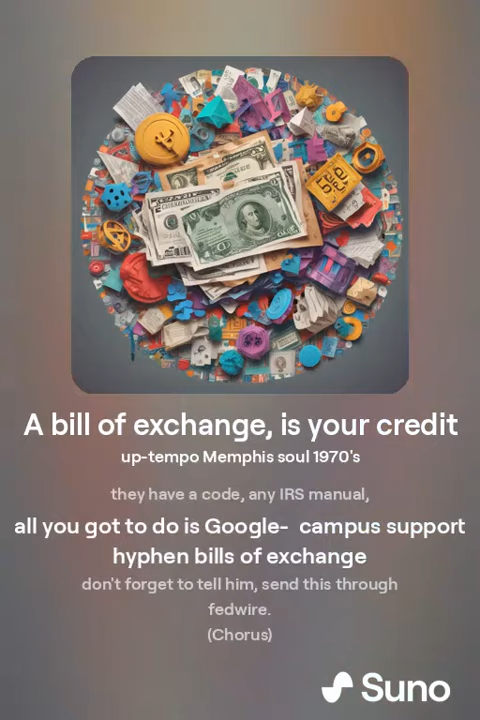 A bill of exchange, is your credit
up-tempo Memphis soul 1970's
they have a code, any IRS manual,
all you got to do is Google-  campus support
hyphen bills of exchange
don't forget to tell him, send this through
fedwire.
(Chorus)
Suno